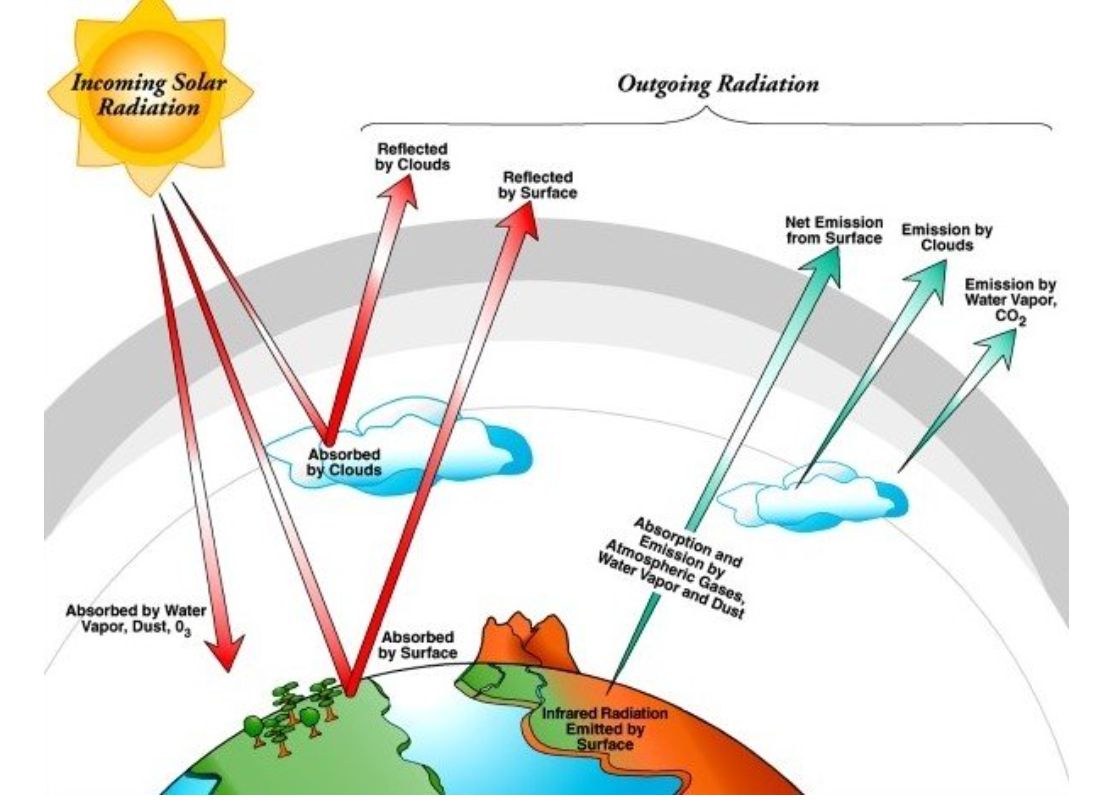 Incoming Solar
Radiation
Outgoing Radiation
Reflected
by Clouds
Reflected
by Surface
Net Emission
from Surface
Emission by
Clouds
Emission by
Water Vapor,
CO2
Absorbed
by Clouds
Absorption and
Emission by
Atmospheric Gases,
Water Vapor and Dust
Absorbed by Water
Vapor, Dust, 03
Absorbed
by Surface
Infrared Radiation
Emitted by
Surface